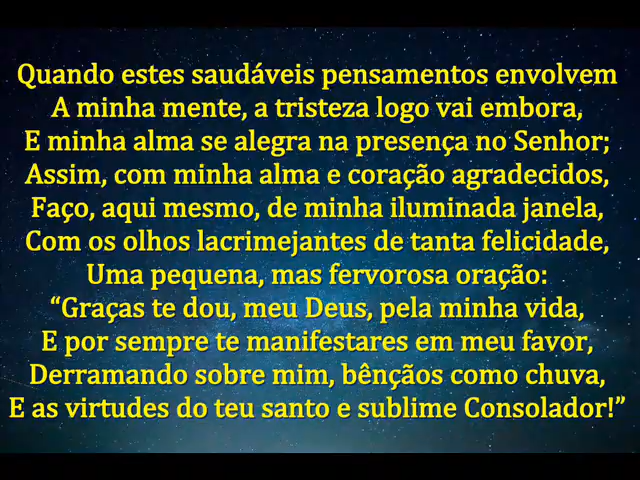 Quando estes saudáveis pensamentos envolvem
A minha mente, a tristeza logo vai embora,
E minha alma se alegra na presença no Senhor;
Assim, com minha alma e coração agradecidos,
Faço, aqui mesmo, de minha iluminada janela,
Com os olhos lacrimejantes de tanta felicidade,
Uma pequena, mas fervorosa oração:
“Graças te dou, meu Deus, pela minha vida,
E por sempre te manifestares em meu favor,
Derramando sobre mim, bênçãos como chuva,
E as virtudes do teu santo e sublime Consolador!”